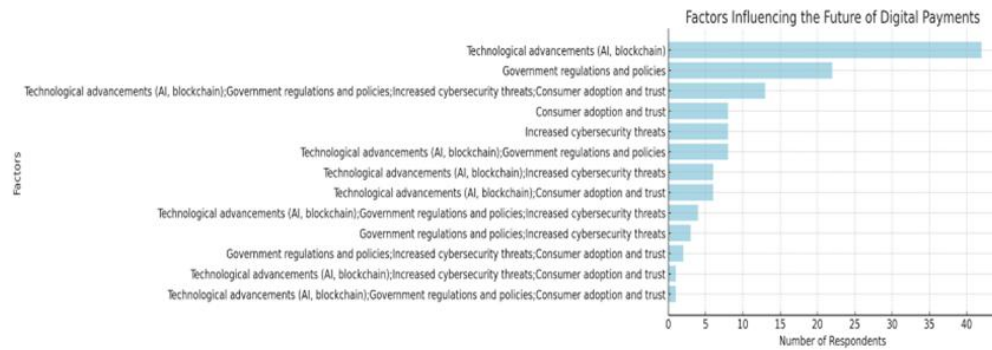 Factors Influencing the Future of Digital Payments
Technological advancements (AI, blockchain)
Government regulations and policies
Technological advancements (AI, blockchain);Government regulations and policies;Increased cybersecurity threats;Consumer adoption and trust
Consumer adoption and trust
Increased cybersecurity threats
Technological advancements (AI, blockchain);Government regulations and policies
Technological advancements (AI, blockchain);Increased cybersecurity threats
Technological advancements (AI, blockchain);Consumer adoption and trust
Technological advancements (AI, blockchain);Government regulations and policies;Increased cybersecurity threats
Government regulations and policies;Increased cybersecurity threats
Government regulations and policies;Increased cybersecurity threats;Consumer adoption and trust
Technological advancements (AI, blockchain);Increased cybersecurity threats;Consumer adoption and trust
Technological advancements (AI, blockchain);Government regulations and policies;Consumer adoption and trust
Factors
0 5 10 15 20 25 30 35 40
Number of Respondents